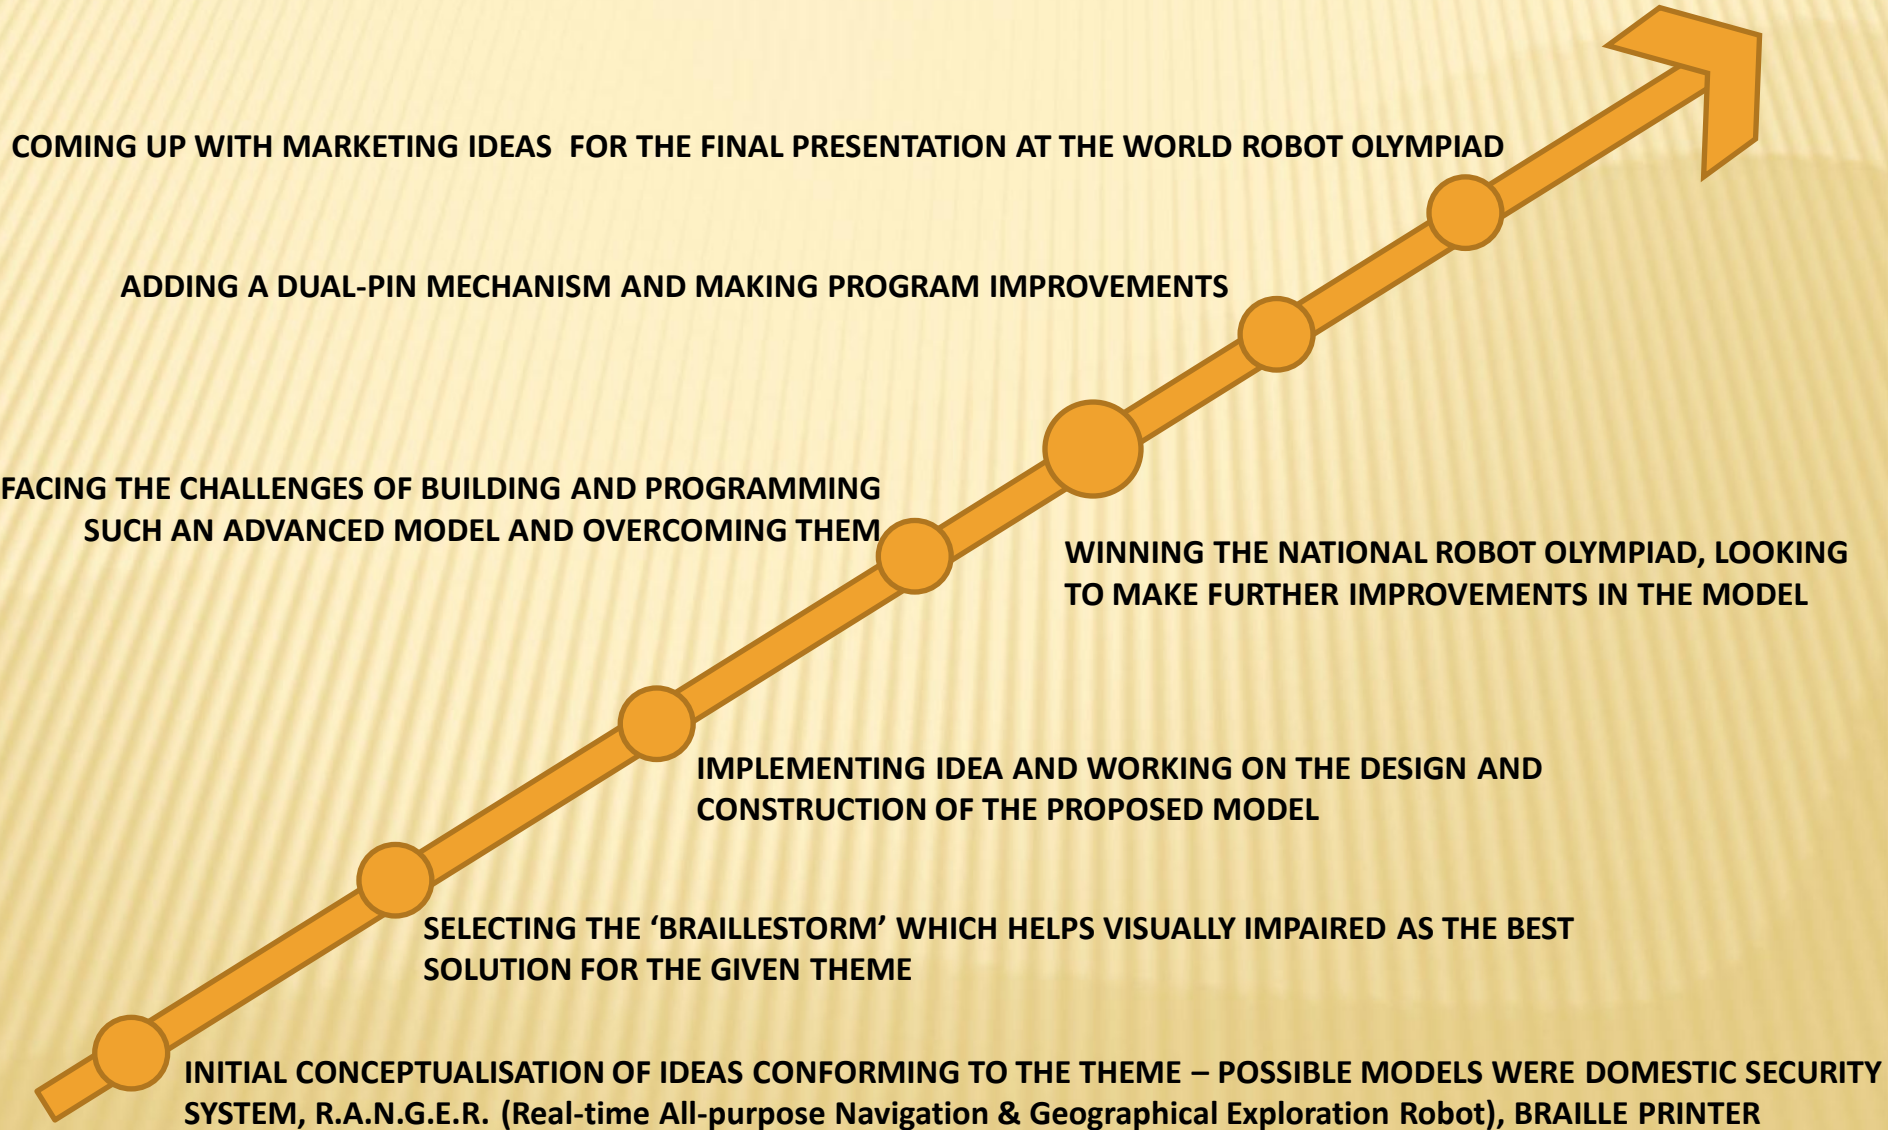 COMING UP WITH MARKETING IDEAS  FOR THE FINAL PRESENTATION AT THE WORLD ROBOT OLYMPIAD
ADDING A DUAL-PIN MECHANISM AND MAKING PROGRAM IMPROVEMENTS
FACING THE CHALLENGES OF BUILDING AND PROGRAMMING
SUCH AN ADVANCED MODEL AND OVERCOMING THEM
WINNING THE NATIONAL ROBOT OLYMPIAD, LOOKING
TO MAKE FURTHER IMPROVEMENTS IN THE MODEL
IMPLEMENTING IDEA AND WORKING ON THE DESIGN AND
CONSTRUCTION OF THE PROPOSED MODEL
SELECTING THE ‘BRAILLESTORM’ WHICH HELPS VISUALLY IMPAIRED AS THE BEST
SOLUTION FOR THE GIVEN THEME
INITIAL CONCEPTUALISATION OF IDEAS CONFORMING TO THE THEME – POSSIBLE MODELS WERE DOMESTIC SECURITY
SYSTEM, R.A.N.G.E.R. (Real-time All-purpose Navigation & Geographical Exploration Robot), BRAILLE PRINTER